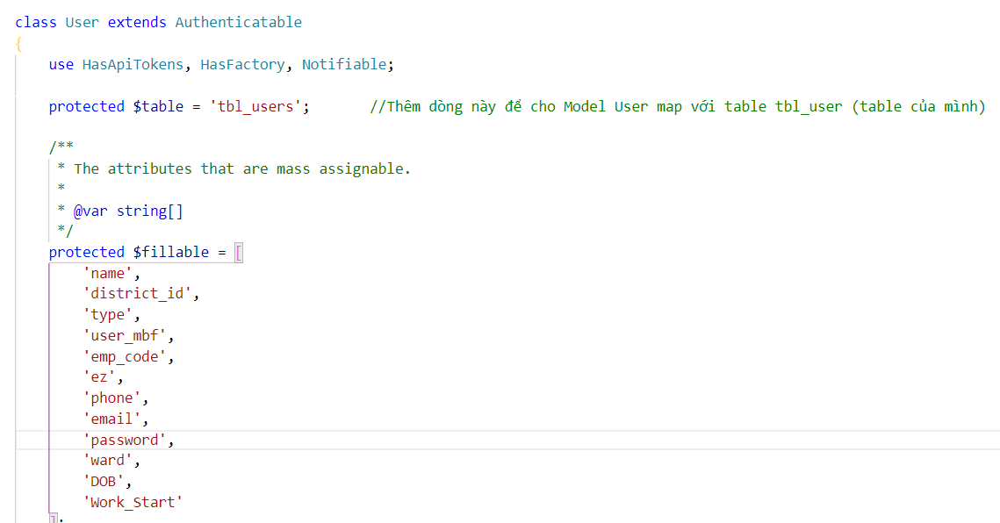 class User extends Authenticatable
{
use HasApiTokens, HasFactory, Notifiable;
protected $table = 'tbl_users'; //Thêm dòng này để cho Model User map với table tbl_user (table của mình)
/**
* The attributes that are mass assignable.
*
* @var string[]
*/
protected $fillable = [
'name',
'district_id',
'type',
'user_mbf',
'emp_code',
'ez',
'phone',
'email',
'password',
'ward',
'DOB',
'Work_Start'
];